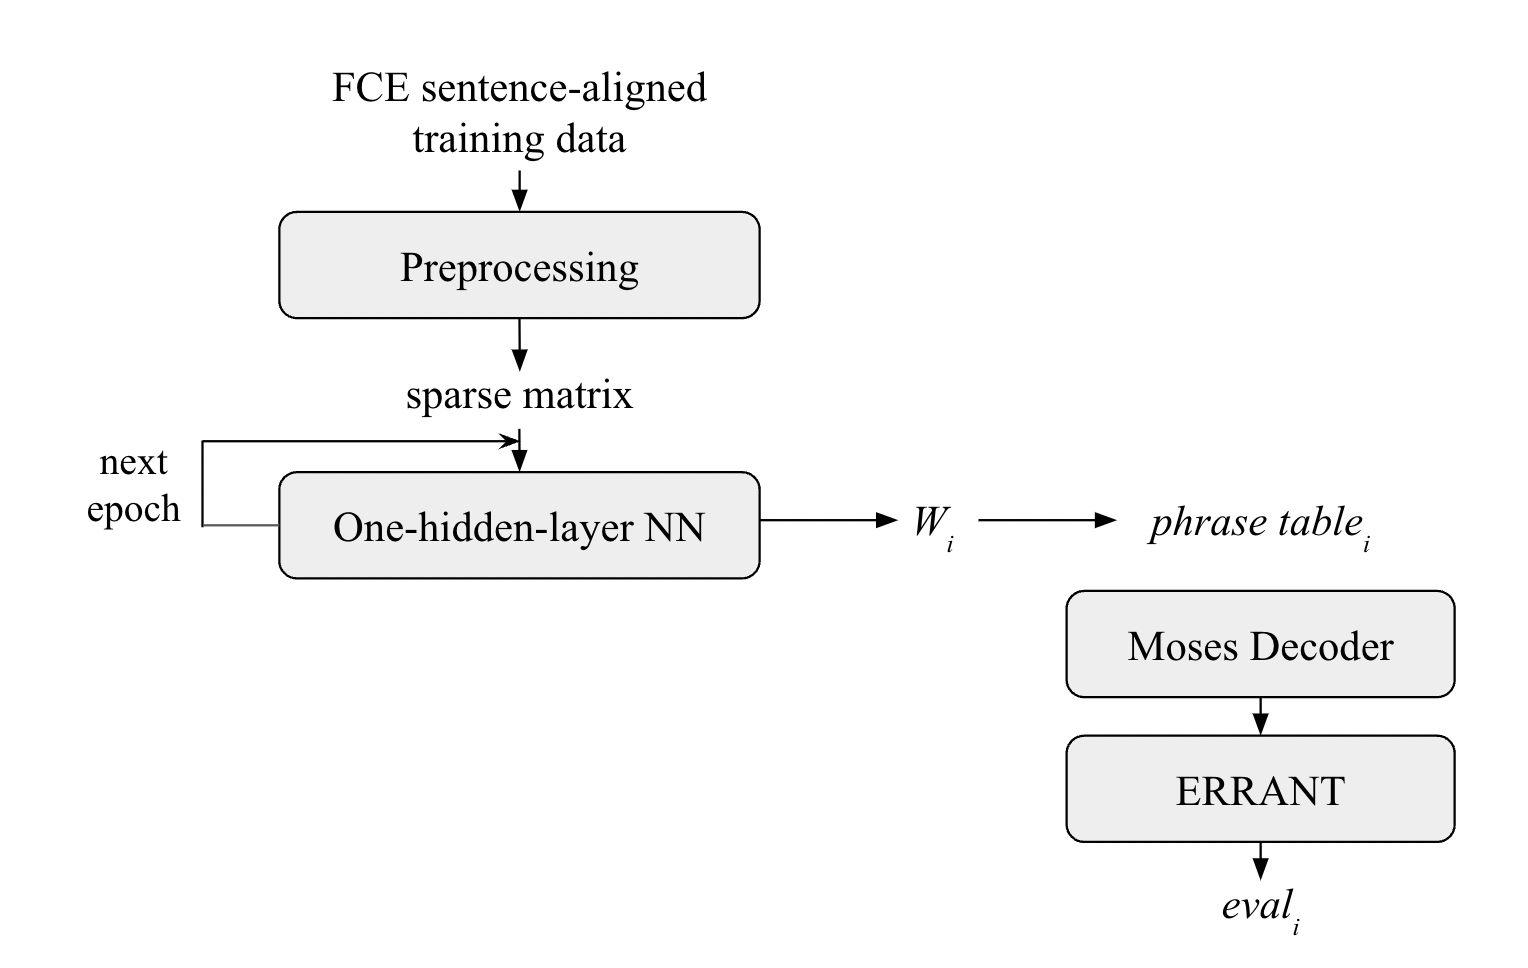 FCE sentence-aligned
training data
Preprocessing
sparse matrix
next
epoch
One-hidden-layer NN
W_i
phrase table_i
Moses Decoder
ERRANT
eval_i